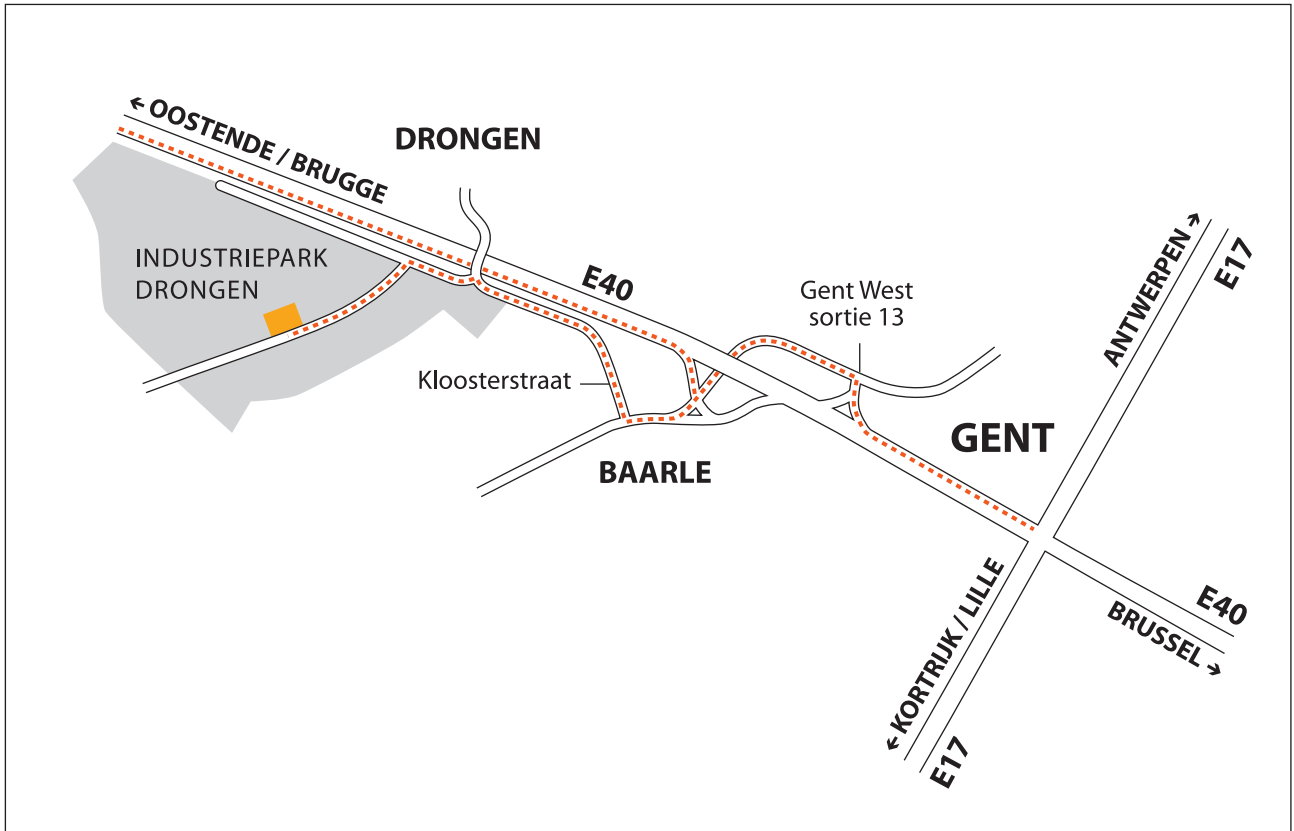 ← OOSTENDE / BRUGGE
DRONGEN
INDUSTRIEPARK
DRONGEN
E40
Gent West
sortie 13
ANTWERPEN →
E17
Kloosterstraat
GENT
BAARLE
← KORTRIJK / LILLE
E17
E40
BRUSSEL →